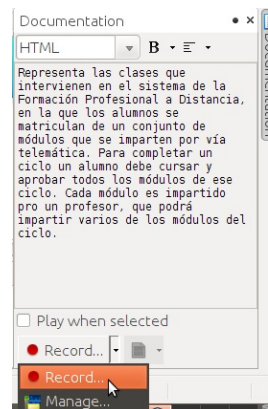 Documentation
HTML
B
Representa las clases que
intervienen en el sistema de la
Formación Profesional a Distancia,
en la que los alumnos se
matriculan de un conjunto de
módulos que se imparten por vía
telemática. Para completar un
ciclo un alumno debe cursar y
aprobar todos los módulos de ese
ciclo. Cada módulo es impartido
pro un profesor, que podrá
impartir varios de los módulos del
ciclo.
Play when selected
Record...
Record...
Manage...
Documentation